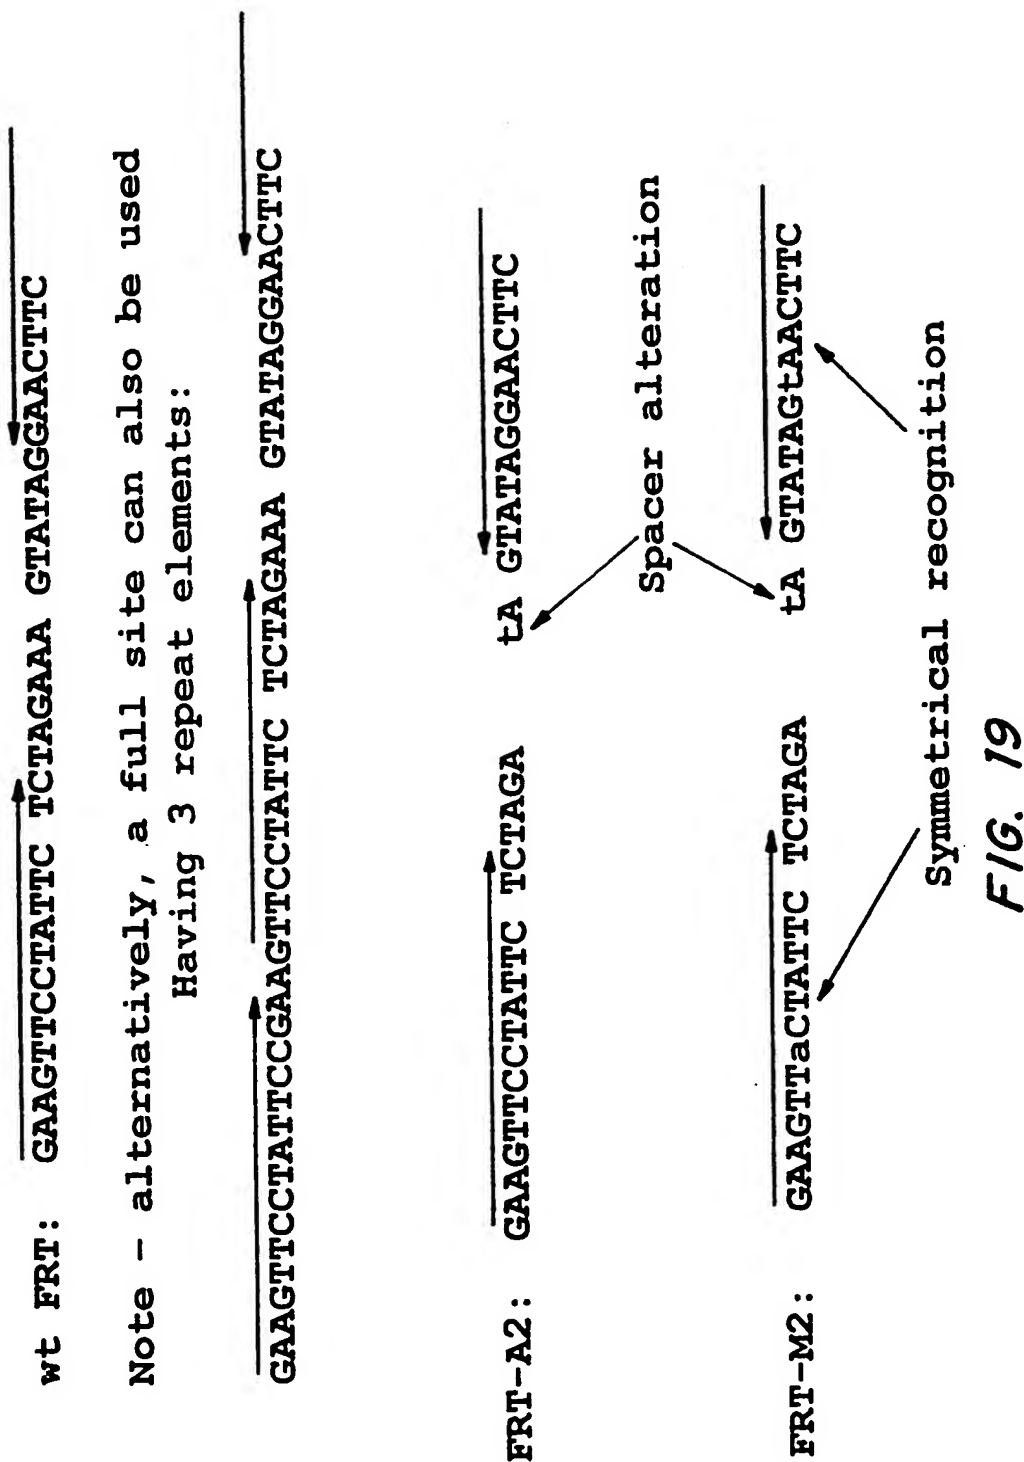 wt FRT: GAAGTTCCTATTC TCTAGAAA GTATAGGAACTTC
Note - alternatively, a full site can also be used
Having 3 repeat elements:
GAAGTTCCTATTCCGAAGTTCCTATTC TCTAGAAA GTATAGGAACTTC
FRT-A2: GAAGTTCCTATTC TCTAGA tA GTATAGGAACTTC
Spacer alteration
FRT-M2: GAAGTTaCTATTC TCTAGA tA GTATAGtAACTTC
Symmetrical recognition
FIG. 19